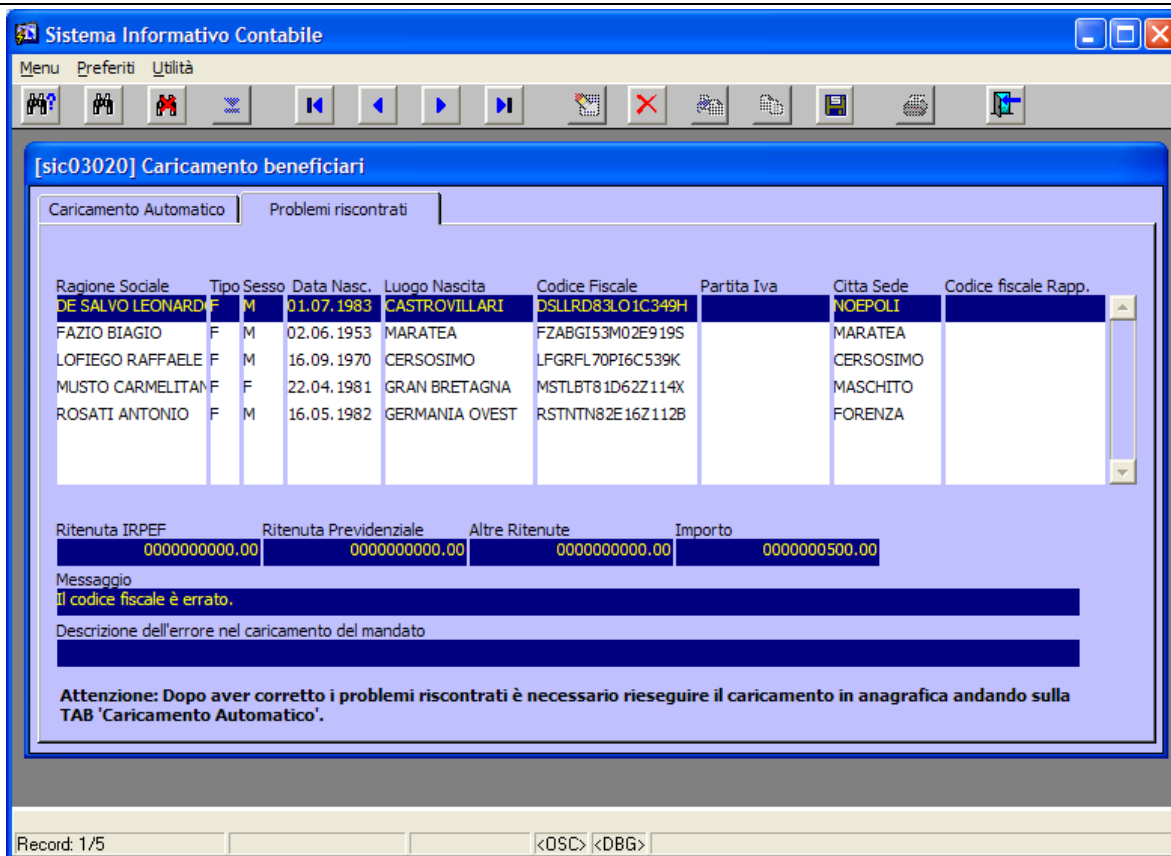 Sistema Informativo Contabile
Menu Preferiti Utilità
[sic03020] Caricamento beneficiari
Caricamento Automatico Problemi riscontrati
Ragione Sociale Tipo Sesso Data Nasc. Luogo Nascita Codice Fiscale Partita Iva Citta Sede Codice fiscale Rapp.
DE SALVO LEONARDO F M 01.07.1983 CASTROVILLARI DSLLRD83LO1C349H NOEPOLI
FAZIO BIAGIO F M 02.06.1953 MARATEA FZABGI53M02E919S MARATEA
LOFIEGO RAFFAELE F M 16.09.1970 CERSOSIMO LFGRFL70PI6C539K CERSOSIMO
MUSTO CARMELITAN F F 22.04.1981 GRAN BRETAGNA MSTLBT81D62Z114X MASCHITO
ROSATI ANTONIO F M 16.05.1982 GERMANIA OVEST RSTNTN82E16Z112B FORENZA
Ritenuta IRPEF Ritenuta Previdenziale Altre Ritenute Importo
0000000000.00 0000000000.00 0000000000.00 0000000500.00
Messaggio
Il codice fiscale è errato.
Descrizione dell'errore nel caricamento del mandato
Attenzione: Dopo aver corretto i problemi riscontrati è necessario rieseguire il caricamento in anagrafica andando sulla
TAB 'Caricamento Automatico'.
Record: 1/5 <OSC> <DBG>